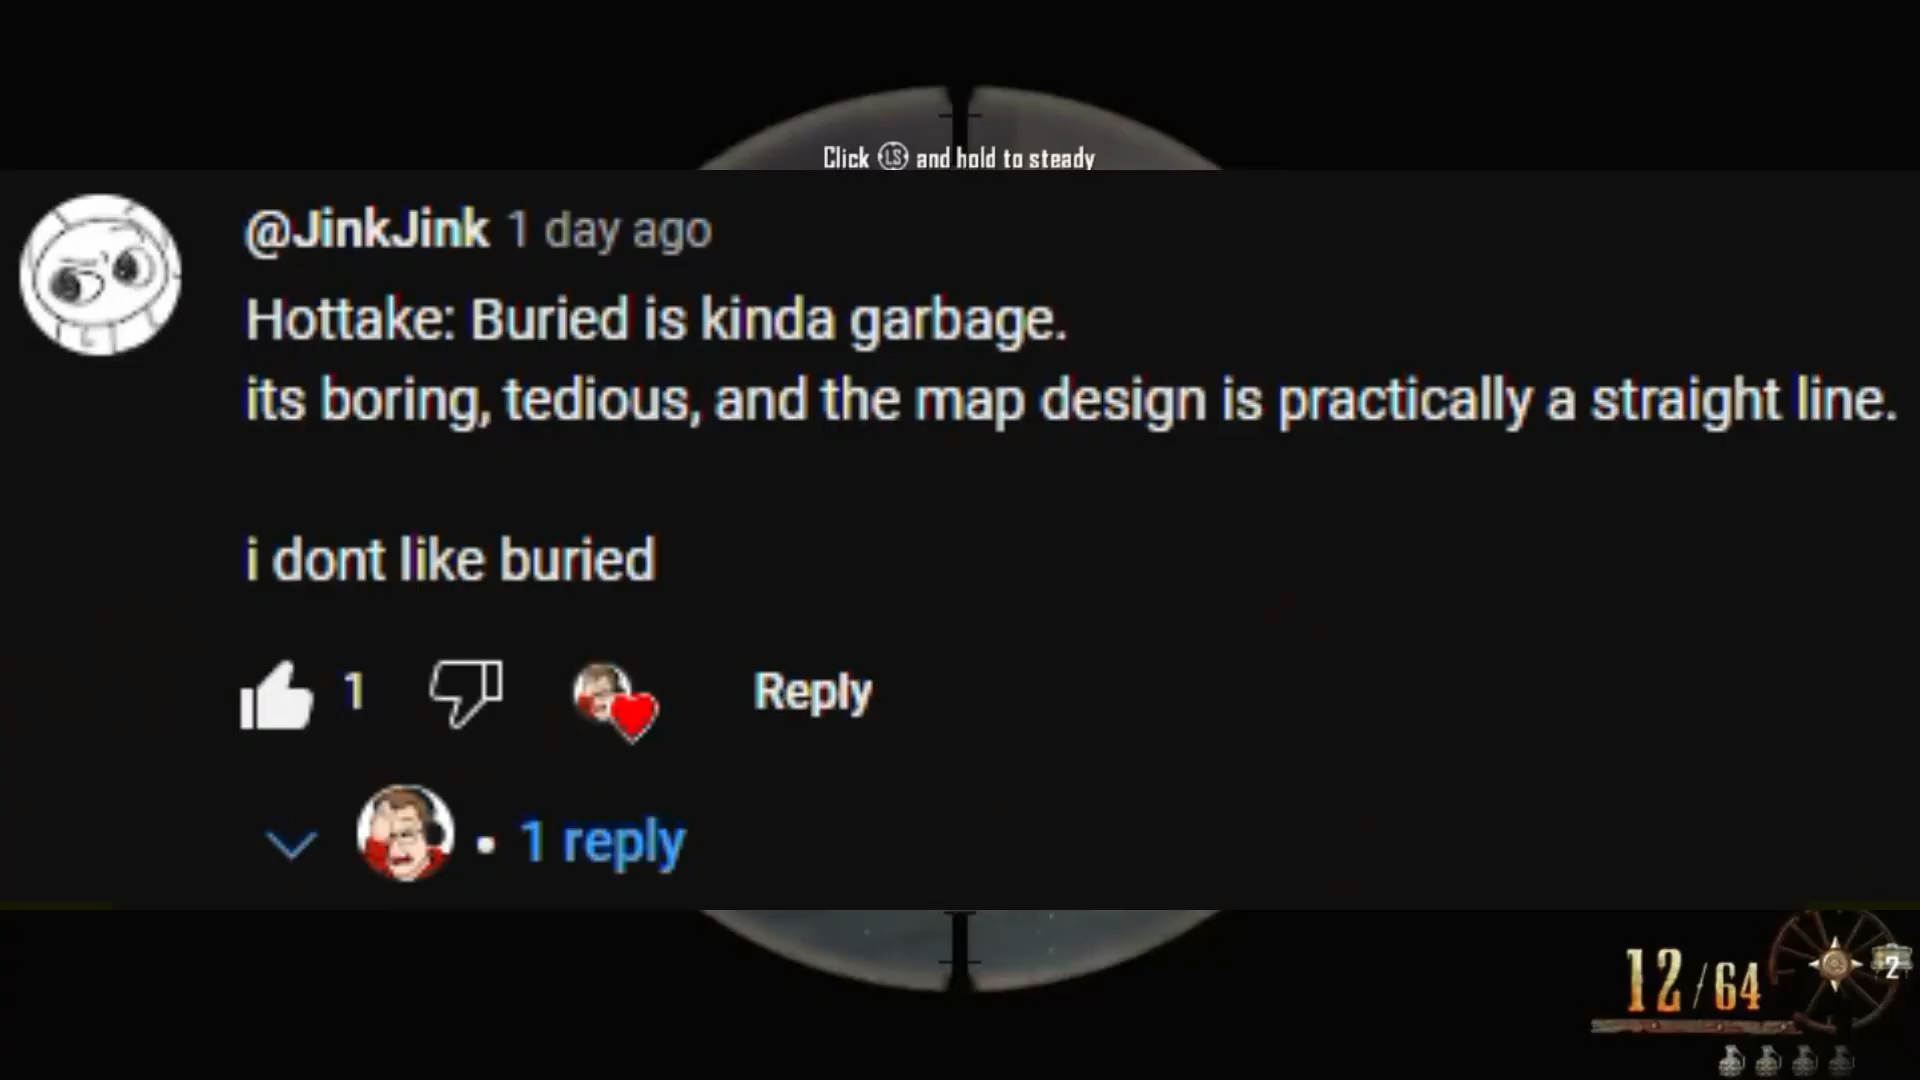 Click LS and hold to steady
@JinkJink 1 day ago
Hottake: Buried is kinda garbage.
its boring, tedious, and the map design is practically a straight line.
i dont like buried
1
Reply
• 1 reply
12/64
2